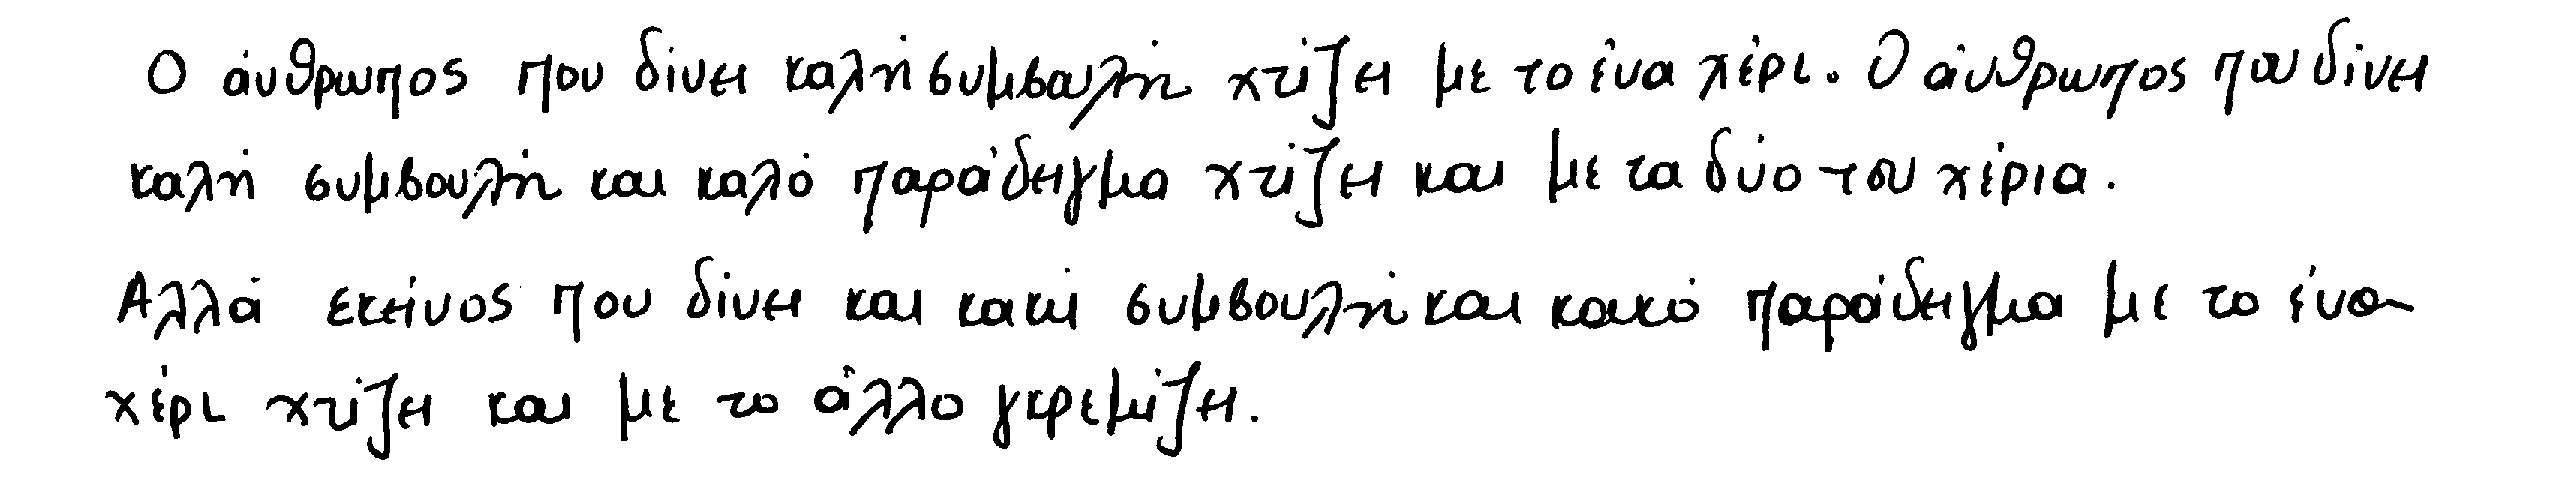 Ο άνθρωπος που δίνει καλή συμβουλή χτίζει με το ένα χέρι. Ο άνθρωπος που δίνει
καλή συμβουλή και καλό παράδειγμα χτίζει και με τα δύο του χέρια.
Αλλά εκείνος που δίνει και κακή συμβουλή και κακό παράδειγμα με το ένα
χέρι χτίζει και με το άλλο γκρεμίζει.